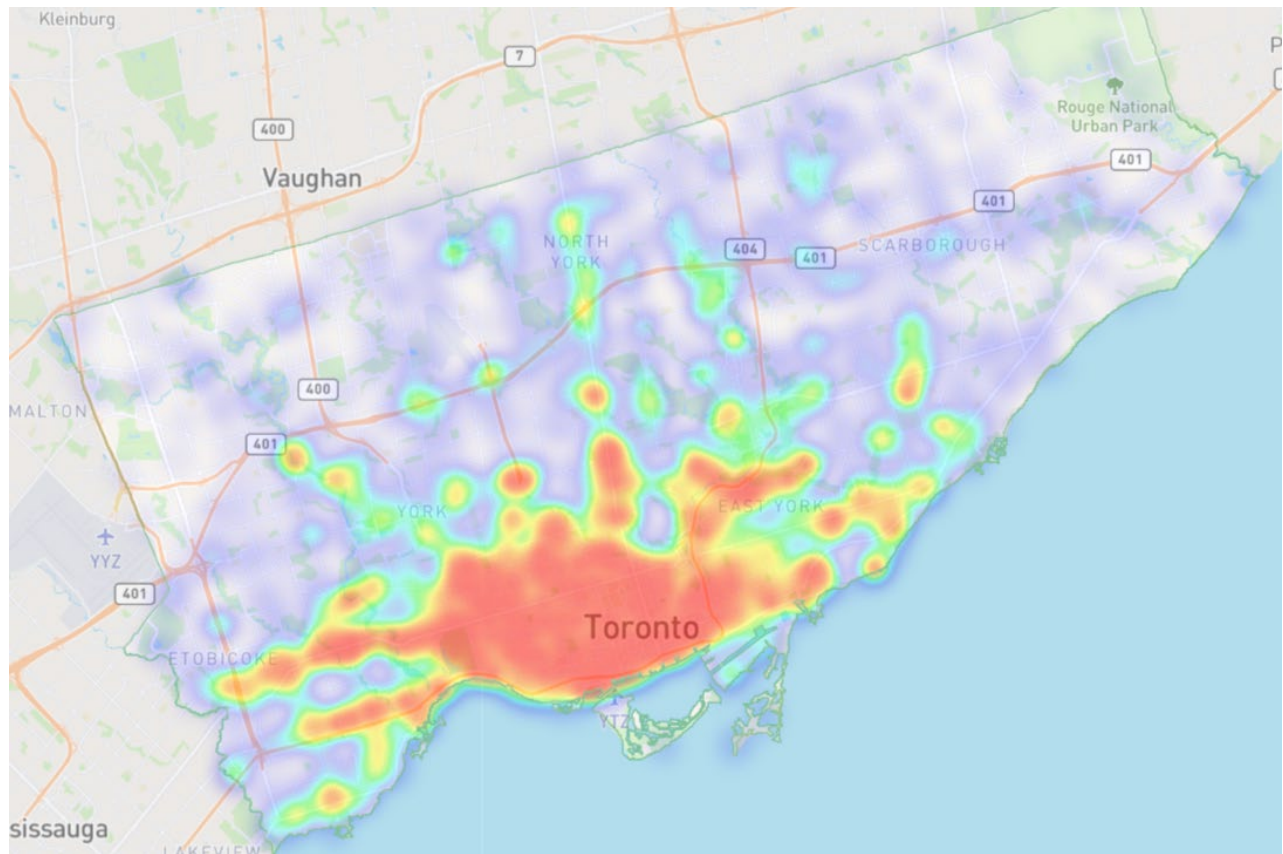 Kleinburg
7
P
Rouge National
Urban Park
400
401
Vaughan
401
NORTH
YORK
404
401
SCARBOROUGH
400
MALTON
401
YORK
EAST YORK
YYZ
401
Toronto
ETOBICOKE
YTZ
sissauga
LAKEVIEW